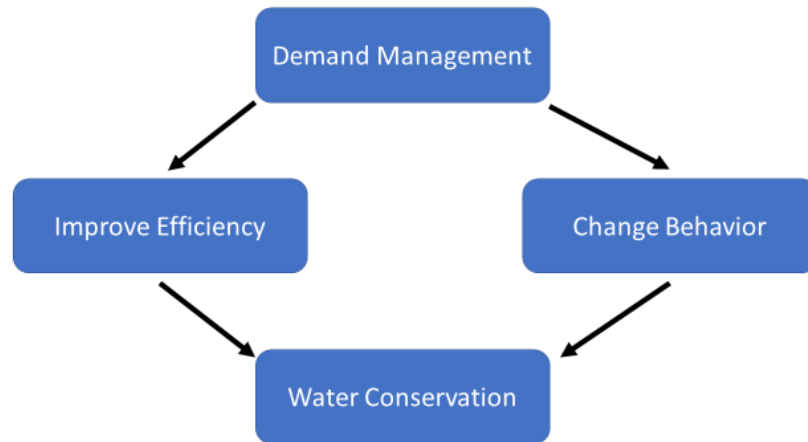 Demand Management
Improve Efficiency
Change Behavior
Water Conservation